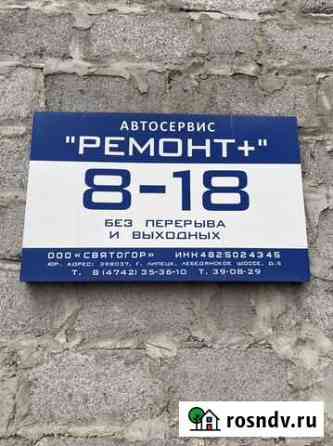 АВТОСЕРВИС
"РЕМОНТ+"
8-18
БЕЗ ПЕРЕРЫВА
И ВЫХОДНЫХ
ООО «СВЯТОГОР» ИНН4825024345
ЮР. АДРЕС: 398037, Г. ЛИПЕЦК, ЛЕБЕДЯНСКОЕ ШОССЕ, Д.5
Т. 8 (4742) 35-36-10 Т. 39-08-29
rosndv.ru